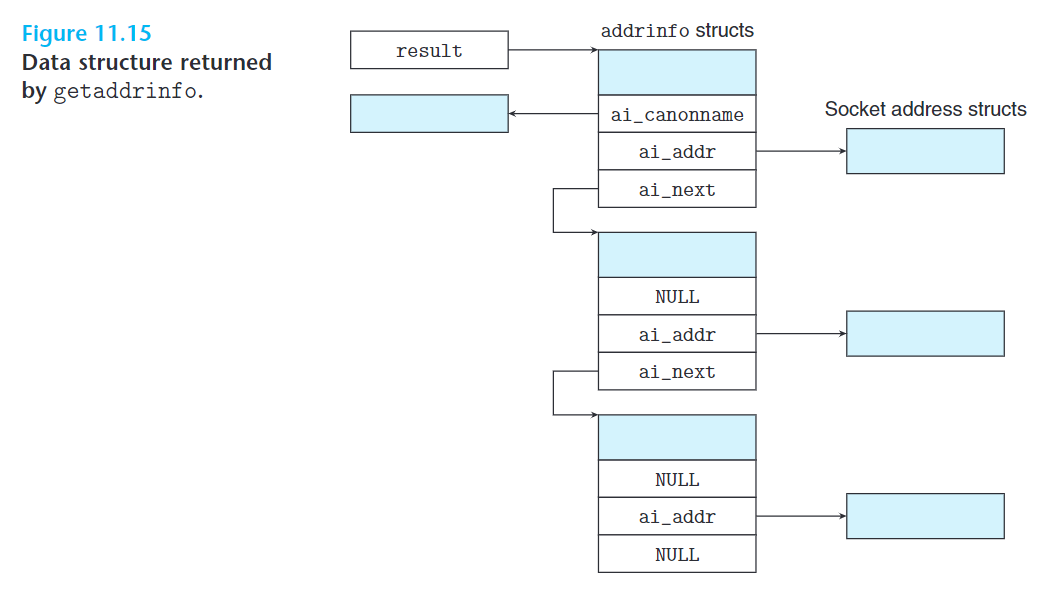 Figure 11.15
Data structure returned
by getaddrinfo.
addrinfo structs
result
ai_canonname
Socket address structs
ai_addr
ai_next
NULL
ai_addr
ai_next
NULL
ai_addr
NULL